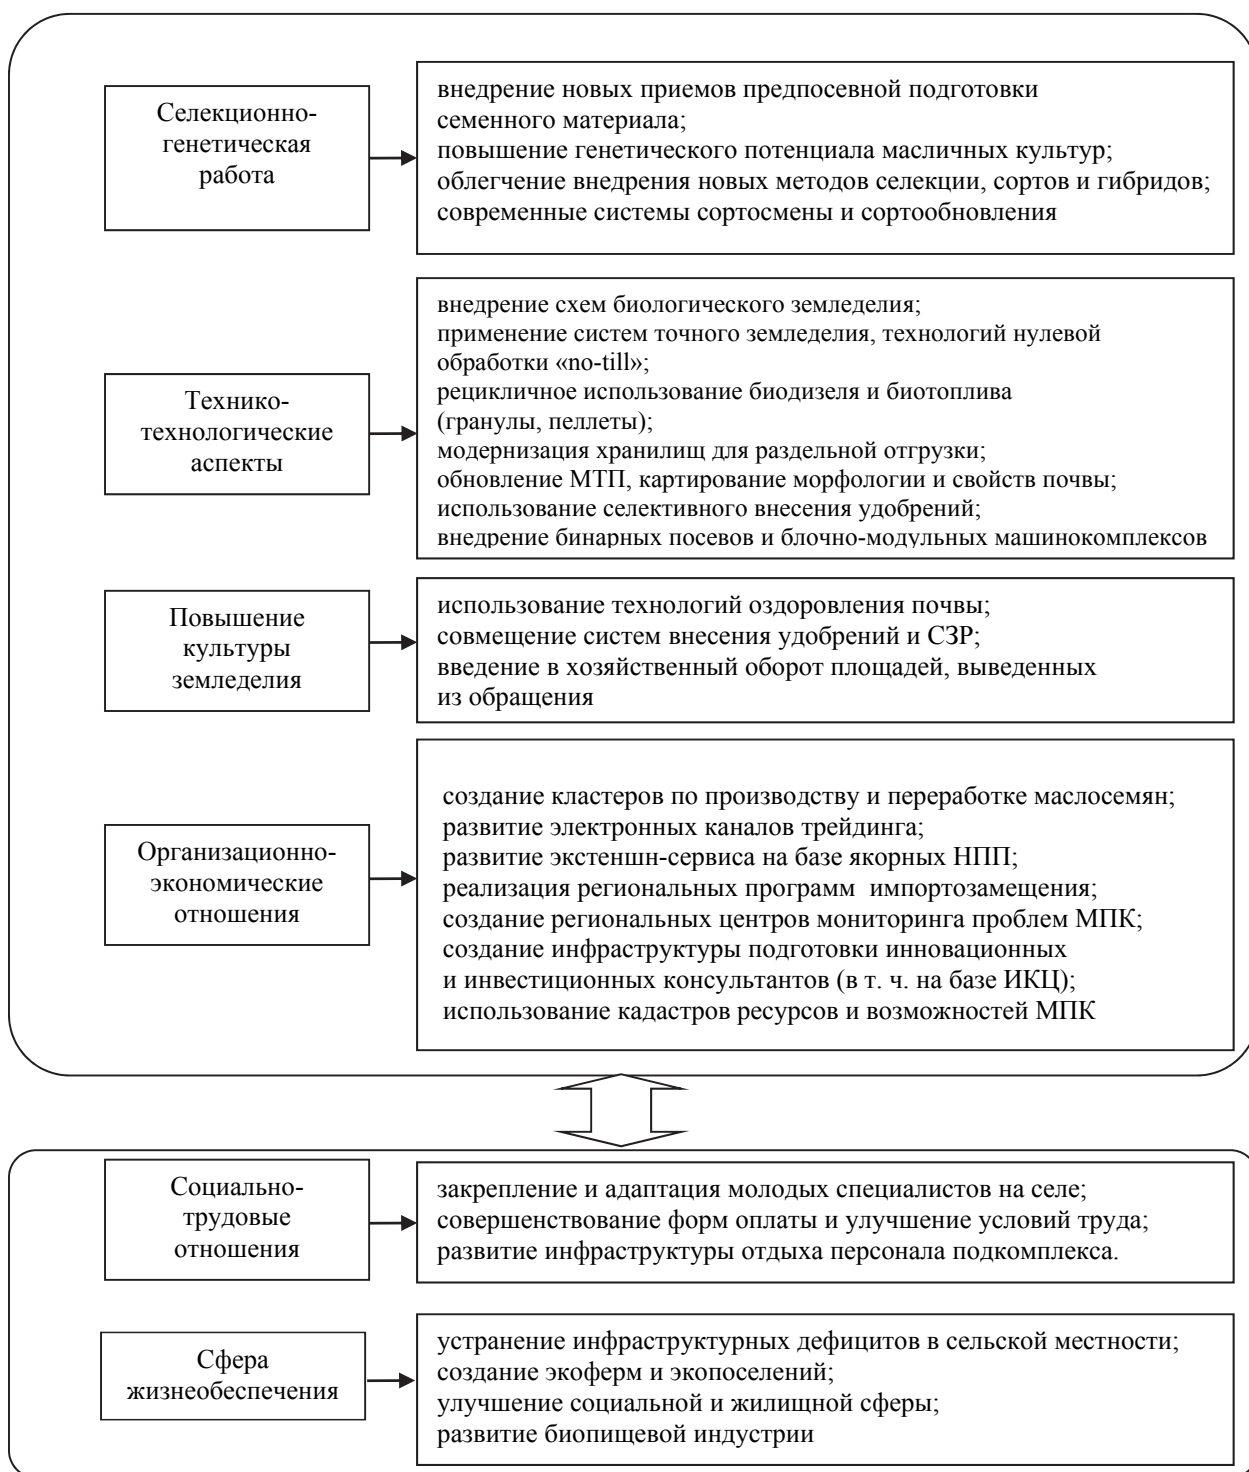 Селекционно-
генетическая
работа
внедрение новых приемов предпосевной подготовки
семенного материала;
повышение генетического потенциала масличных культур;
облегчение внедрения новых методов селекции, сортов и гибридов;
современные системы сортосмены и сортообновления
Технико-
технологические
аспекты
внедрение схем биологического земледелия;
применение систем точного земледелия, технологий нулевой
обработки «no-till»;
рецикличное использование биодизеля и биотоплива
(гранулы, пеллеты);
модернизация хранилищ для раздельной отгрузки;
обновление МТП, картирование морфологии и свойств почвы;
использование селективного внесения удобрений;
внедрение бинарных посевов и блочно-модульных машинокомплексов
Повышение
культуры
земледелия
использование технологий оздоровления почвы;
совмещение систем внесения удобрений и СЗР;
введение в хозяйственный оборот площадей, выведенных
из обращения
Организационно-
экономические
отношения
создание кластеров по производству и переработке маслосемян;
развитие электронных каналов трейдинга;
развитие экстеншн-сервиса на базе якорных НПП;
реализация региональных программ импортозамещения;
создание региональных центров мониторинга проблем МПК;
создание инфраструктуры подготовки инновационных
и инвестиционных консультантов (в т. ч. на базе ИКЦ);
использование кадастров ресурсов и возможностей МПК
Социально-
трудовые
отношения
закрепление и адаптация молодых специалистов на селе;
совершенствование форм оплаты и улучшение условий труда;
развитие инфраструктуры отдыха персонала подкомплекса.
Сфера
жизнеобеспечения
устранение инфраструктурных дефицитов в сельской местности;
создание экоферм и экопоселений;
улучшение социальной и жилищной сферы;
развитие биопищевой индустрии